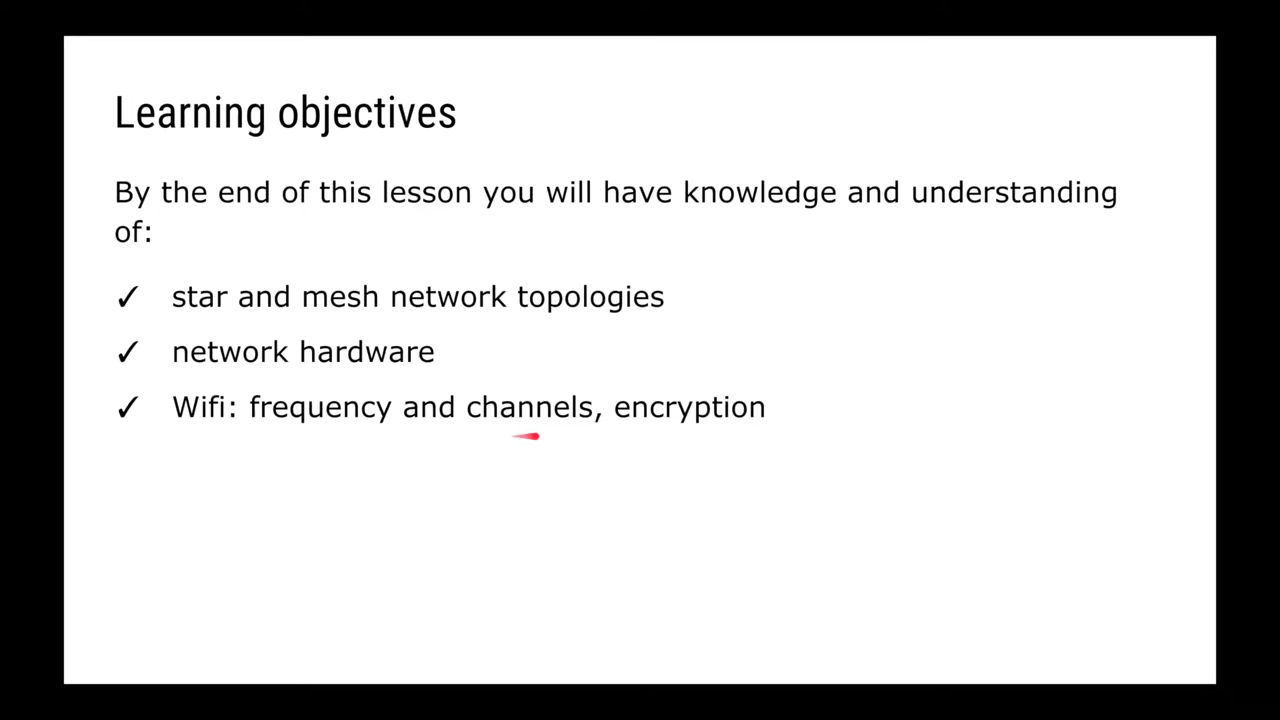 Learning objectives
By the end of this lesson you will have knowledge and understanding
of:
✓ star and mesh network topologies
✓ network hardware
✓ Wifi: frequency and channels, encryption